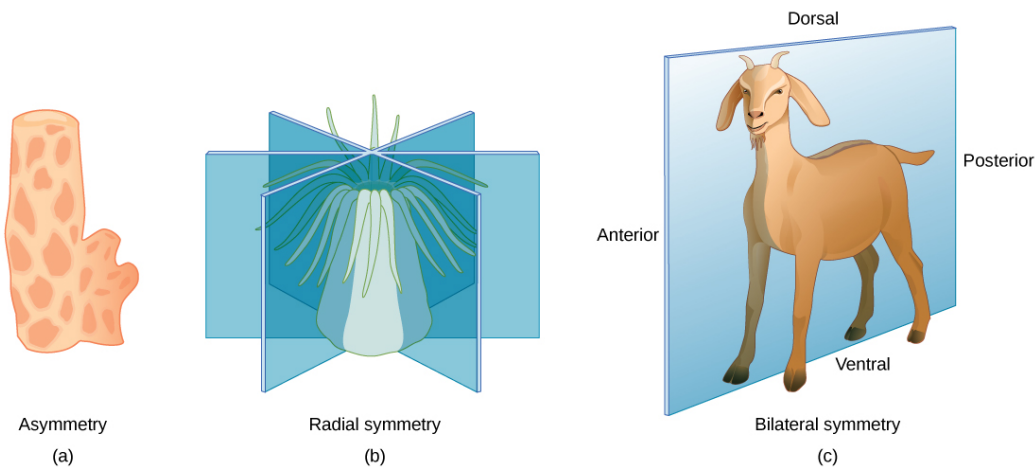 Dorsal
Posterior
Anterior
Ventral
Asymmetry
(a)
Radial symmetry
(b)
Bilateral symmetry
(c)